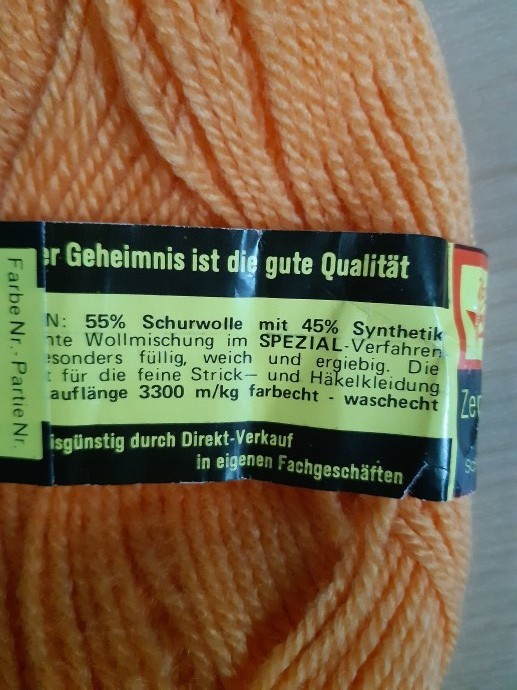 er Geheimnis ist die gute Qualität
N: 55% Schurwolle mit 45% Synthetik
nte Wollmischung im SPEZIAL-Verfahren
esonders füllig, weich und ergiebig. Die
t für die feine Strick- und Häkelkleidung
auflänge 3300 m/kg farbecht - waschecht
isgünstig durch Direkt-Verkauf
in eigenen Fachgeschäften
Farbe Nr. - Partie Nr.